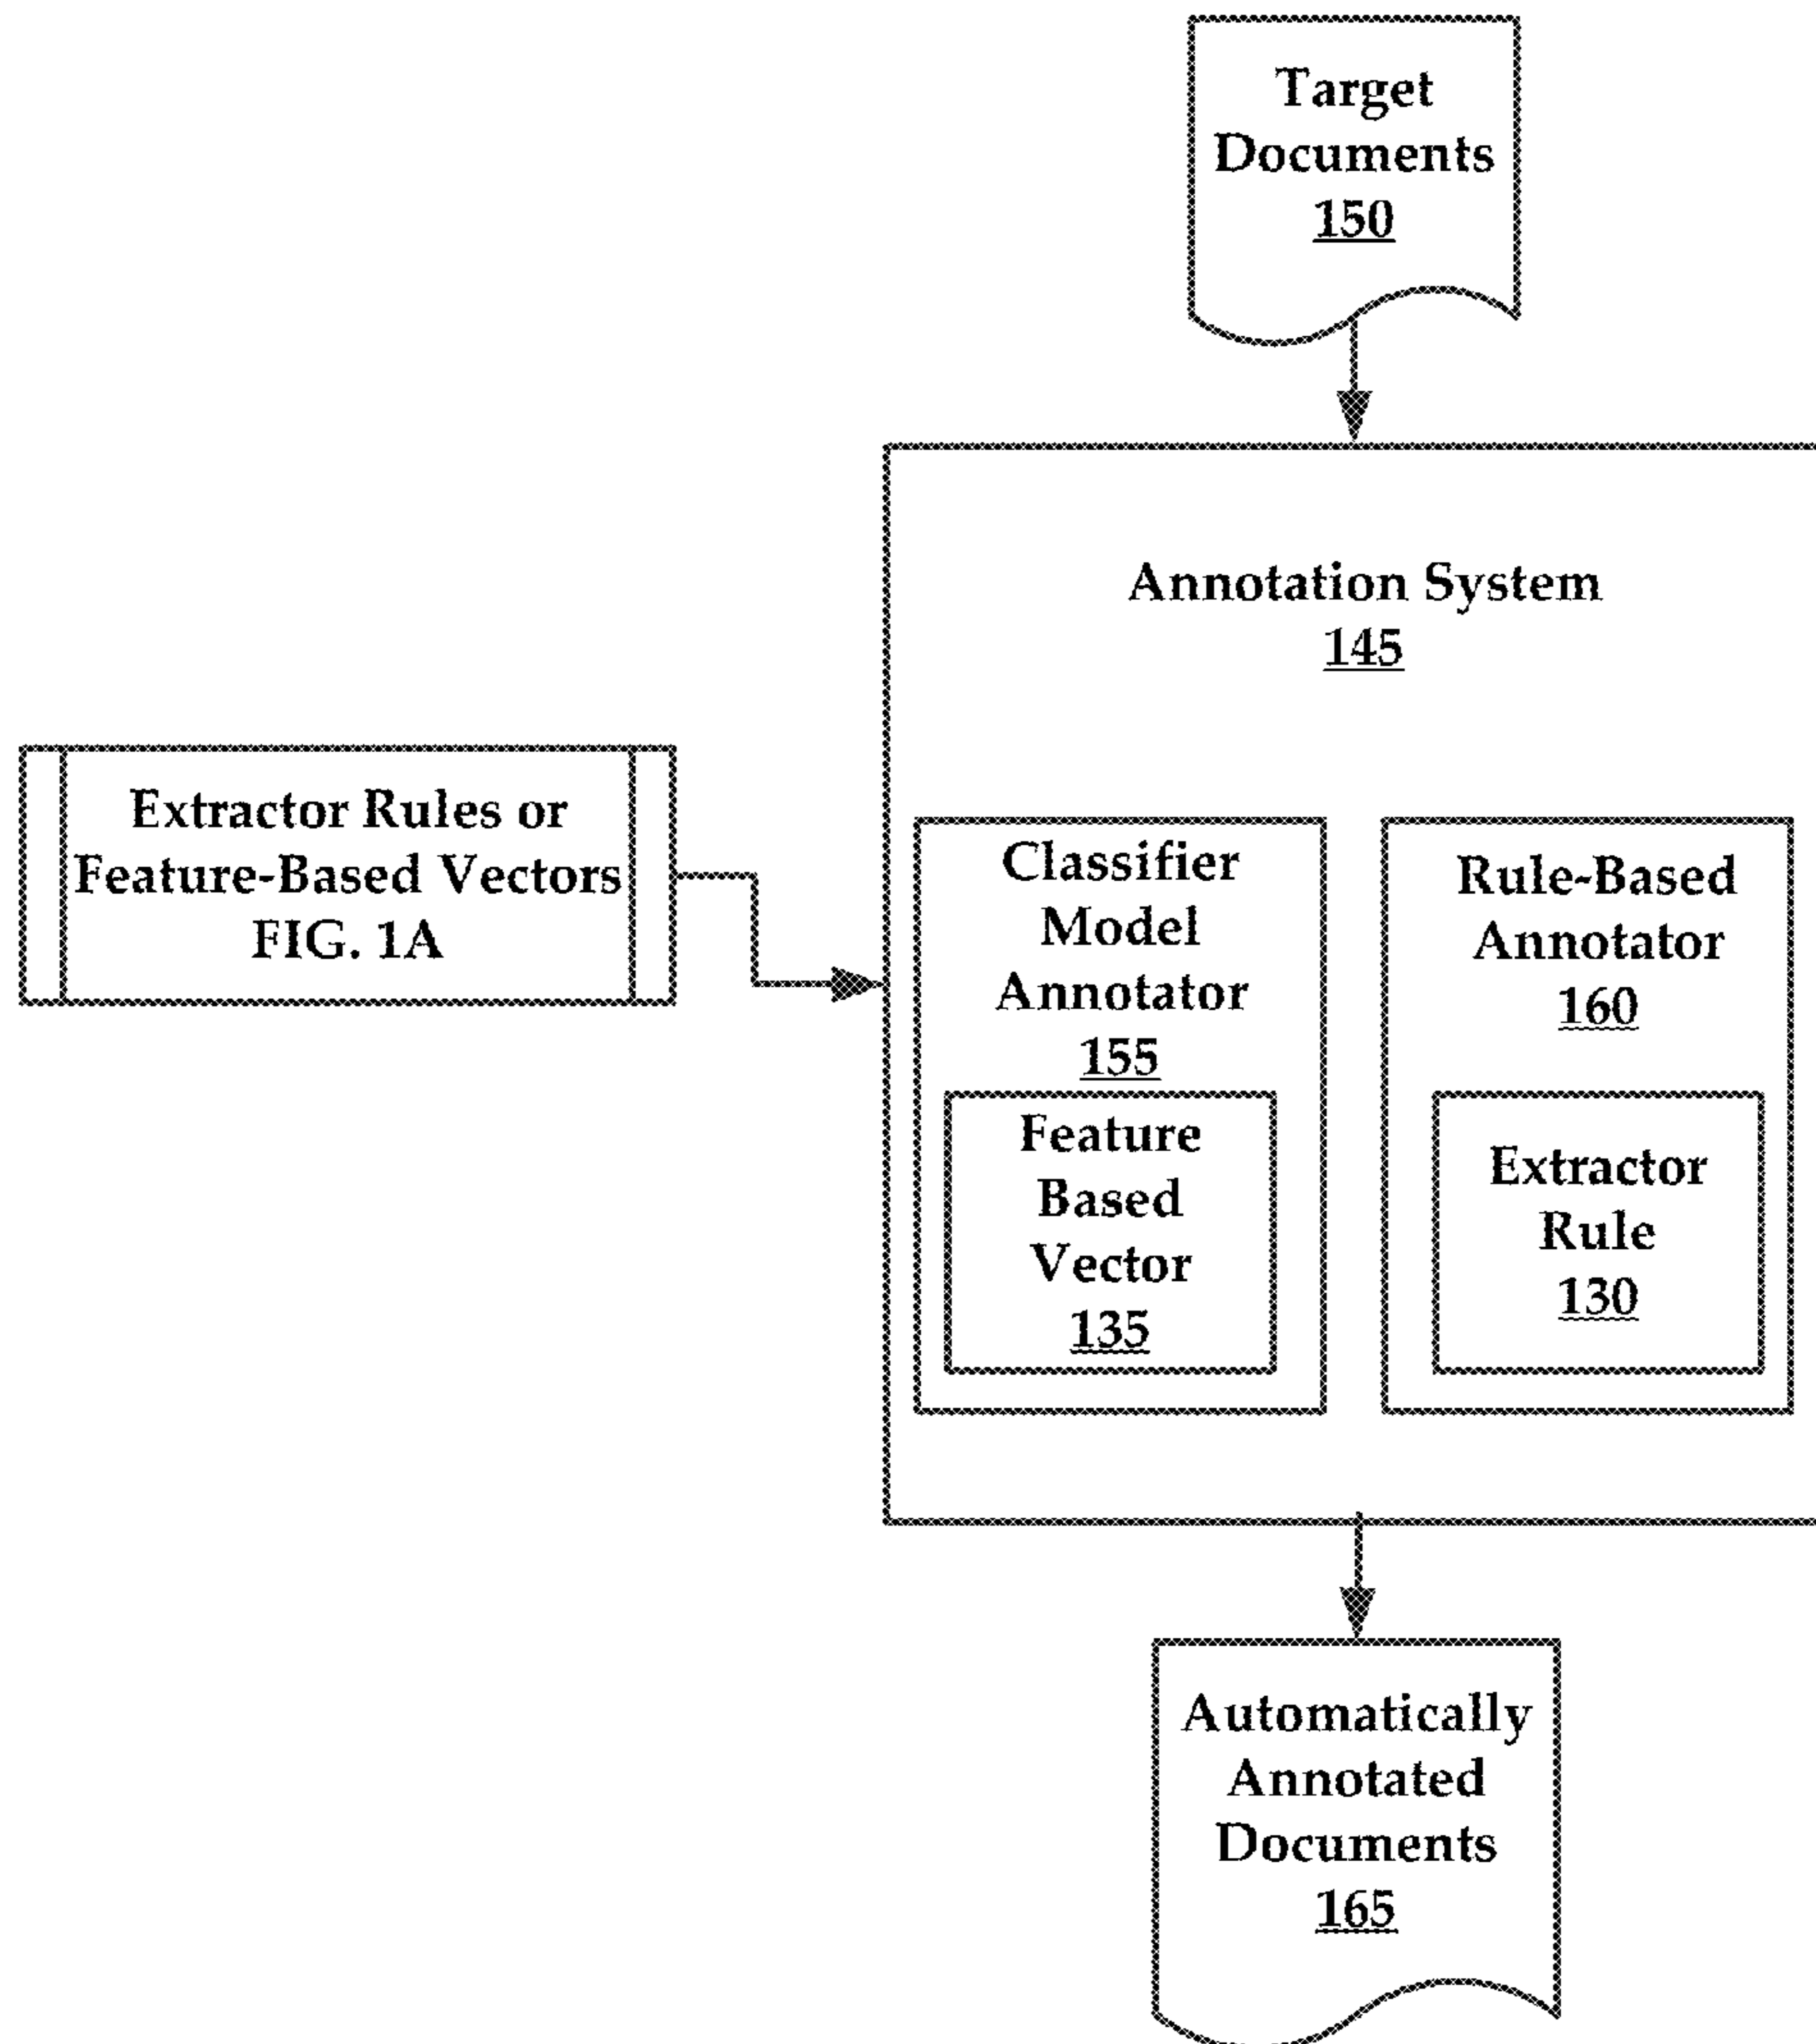 Target
Documents
150
Annotation System
145
Extractor Rules or
Feature-Based Vectors
FIG. 1A
Classifier
Model
Annotator
155
Feature
Based
Vector
135
Rule-Based
Annotator
160
Extractor
Rule
130
Automatically
Annotated
Documents
165